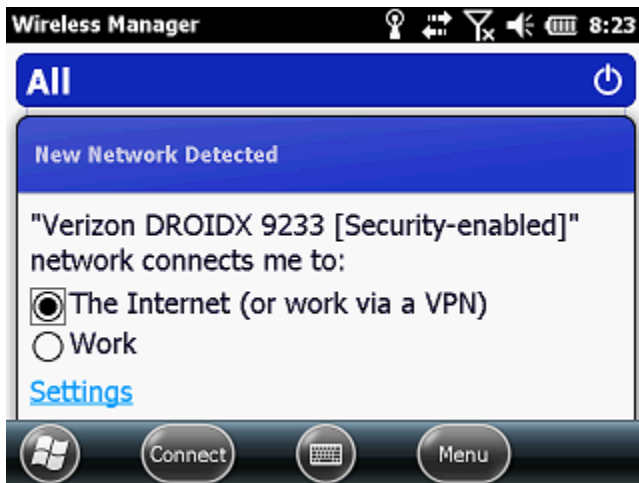 Wireless Manager 8:23
All
New Network Detected
"Verizon DROIDX 9233 [Security-enabled]"
network connects me to:
The Internet (or work via a VPN)
Work
Settings
Connect Menu